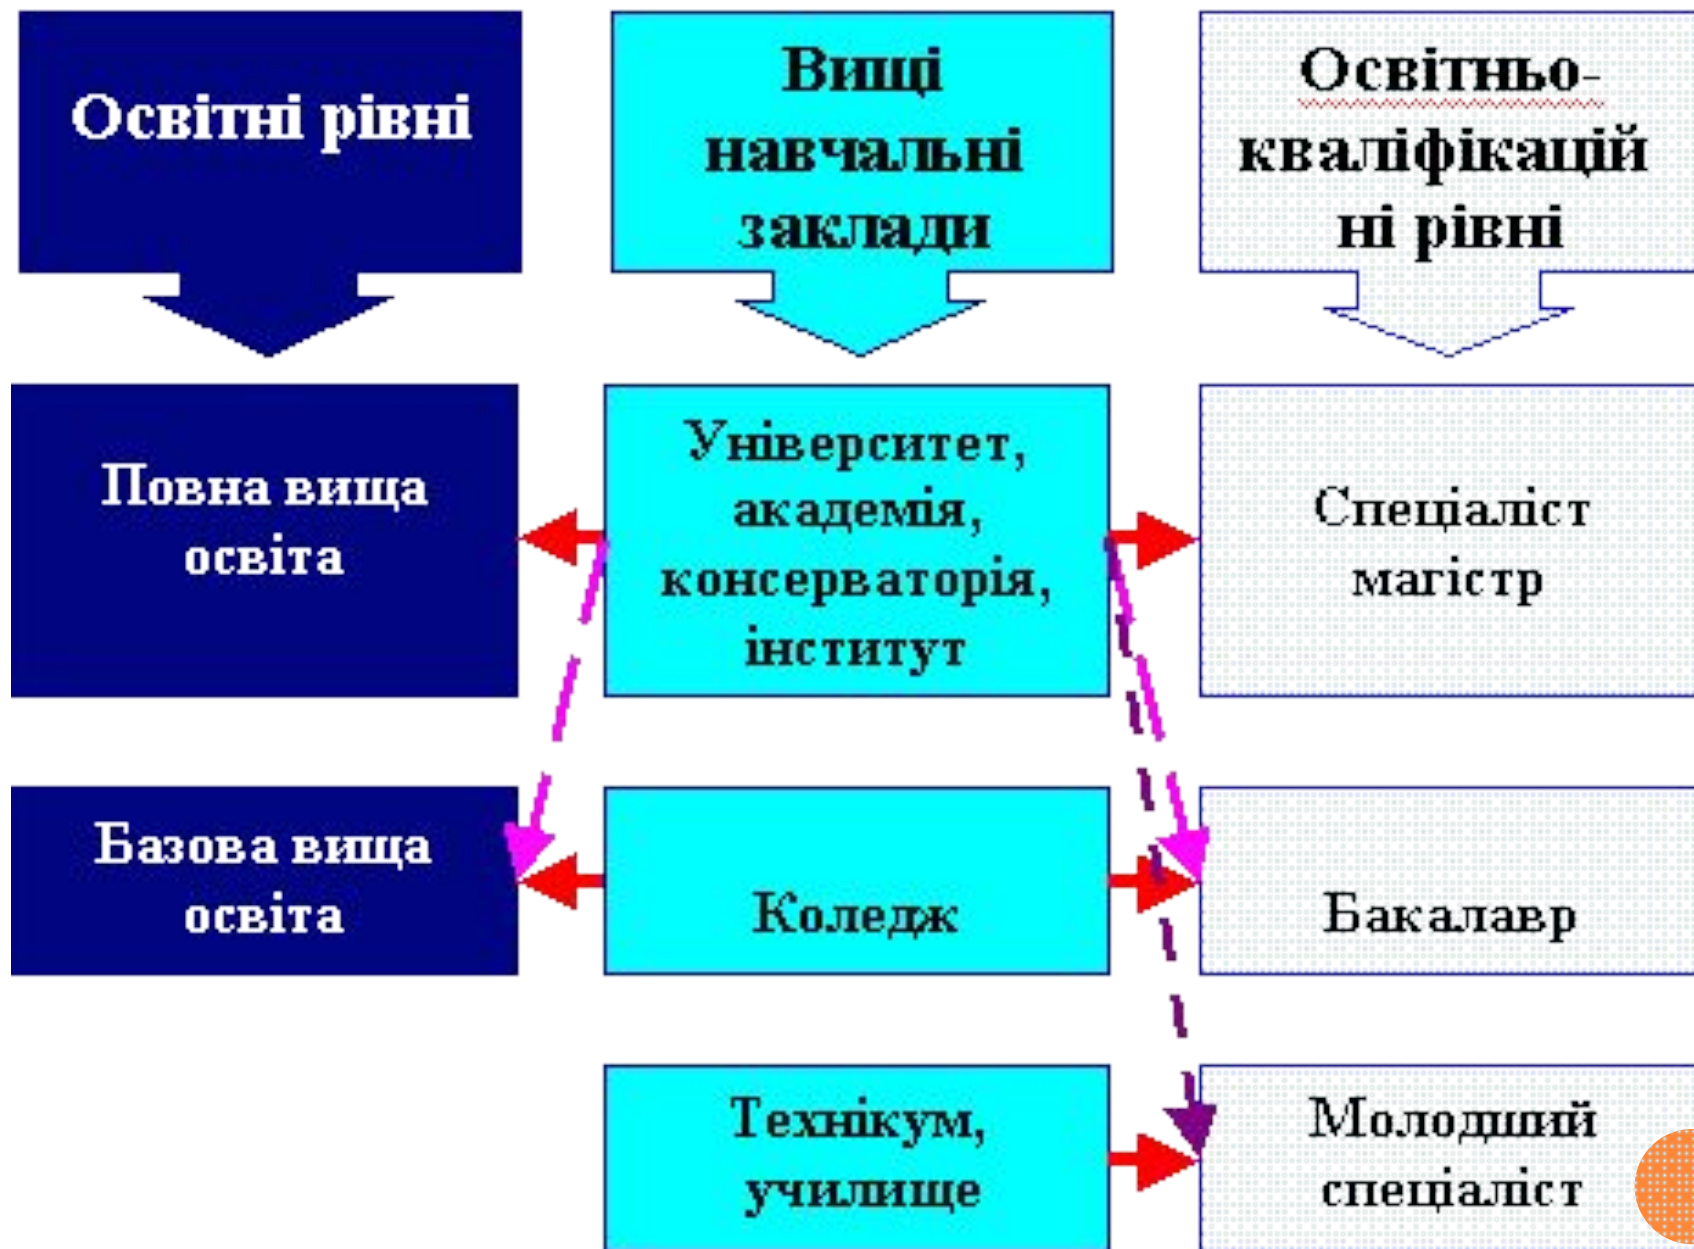 Освітні рівні
Вищі
навчальні
заклади
Освітньо-
кваліфікацій
ні рівні
Повна вища
освіта
Університет,
академія,
консерваторія,
інститут
Спеціаліст
магістр
Базова вища
освіта
Коледж
Бакалавр
Технікум,
училище
Молодший
спеціаліст